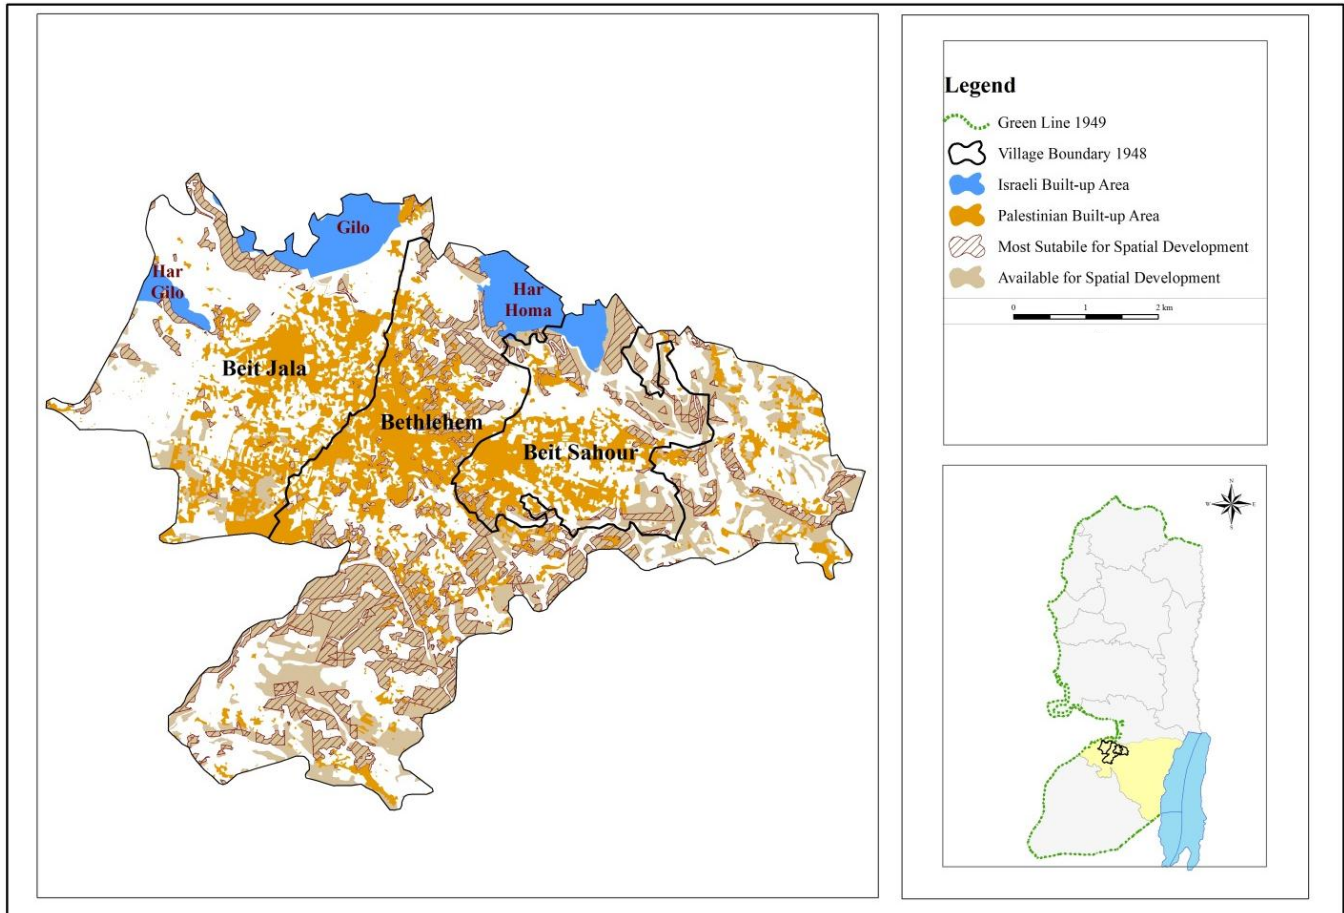 Gilo
Har
Gilo
Har
Homa
Beit Jala
Bethlehem
Beit Sahour
Legend
Green Line 1949
Village Boundary 1948
Israeli Built-up Area
Palestinian Built-up Area
Most Sutabile for Spatial Development
Available for Spatial Development
0 1 2 km
N
W E
S